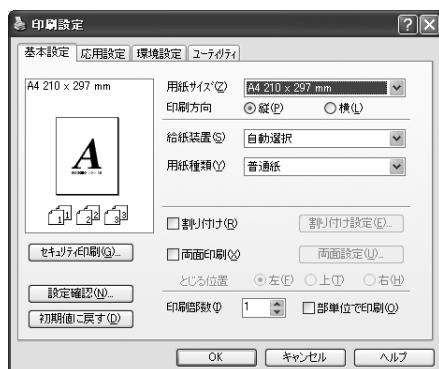 印刷設定
基本設定 応用設定 環境設定 ユーティリティ
A4 210 x 297 mm
用紙サイズ(Z) A4 210 x 297 mm
印刷方向 縦(P) 横(L)
給紙装置(S) 自動選択
用紙種類(Y) 普通紙
A
1 1 2 2 3 3
割り付け(R) 割り付け設定(E)...
セキュリティ印刷(G)... 両面印刷(X) 両面設定(U)...
とじる位置 左(F) 上(T) 右(H)
設定確認(N)...
印刷部数(I) 1 部単位で印刷(O)
初期値に戻す(D)
OK キャンセル ヘルプ